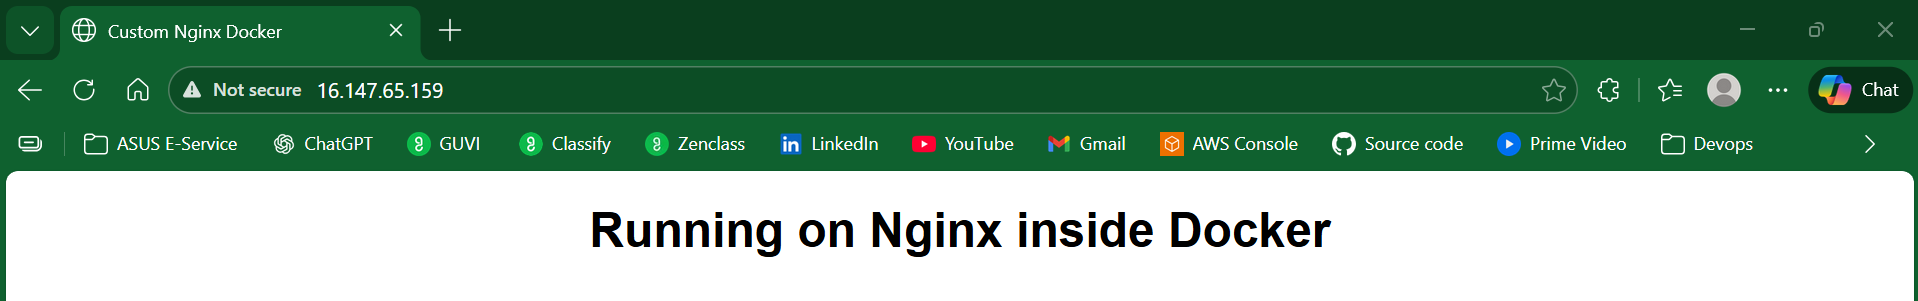 Custom Nginx Docker
Not secure 16.147.65.159
Chat
ASUS E-Service ChatGPT GUVI Classify Zenclass LinkedIn YouTube Gmail AWS Console Source code Prime Video Devops
Running on Nginx inside Docker